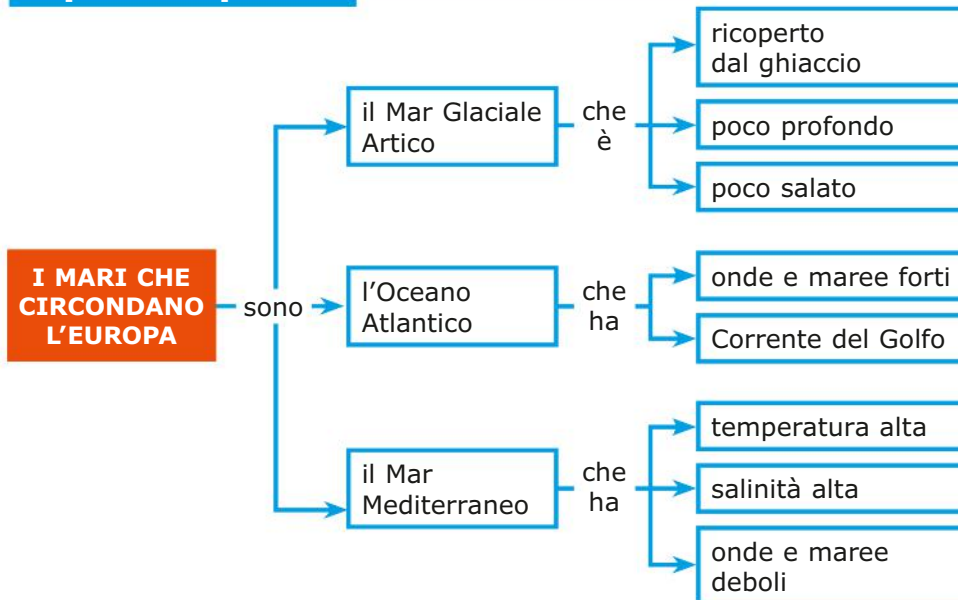 I MARI CHE
CIRCONDANO
L'EUROPA
sono
il Mar Glaciale
Artico
che
è
ricoperto
dal ghiaccio
poco profondo
poco salato
l'Oceano
Atlantico
che
ha
onde e maree forti
Corrente del Golfo
il Mar
Mediterraneo
che
ha
temperatura alta
salinità alta
onde e maree
deboli